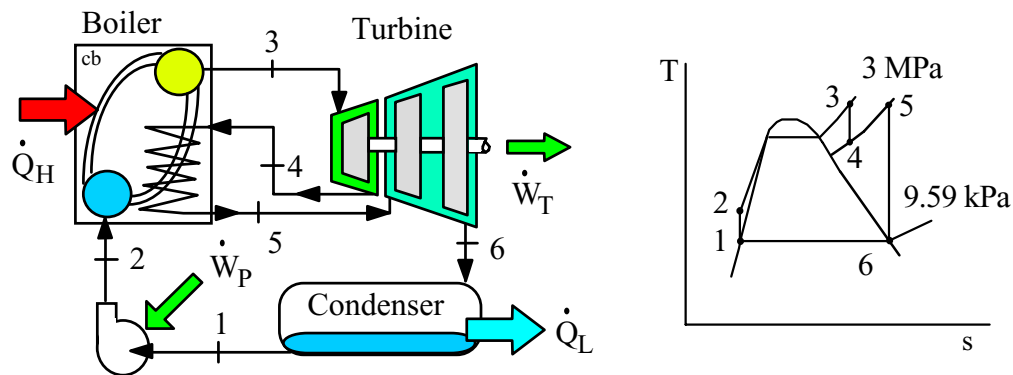 Boiler
Turbine
cb
3
Q̇H
4
ẆT
5
2
ẆP
6
Condenser
1
Q̇L
T
3 MPa
3
5
4
2
9.59 kPa
1
6
s